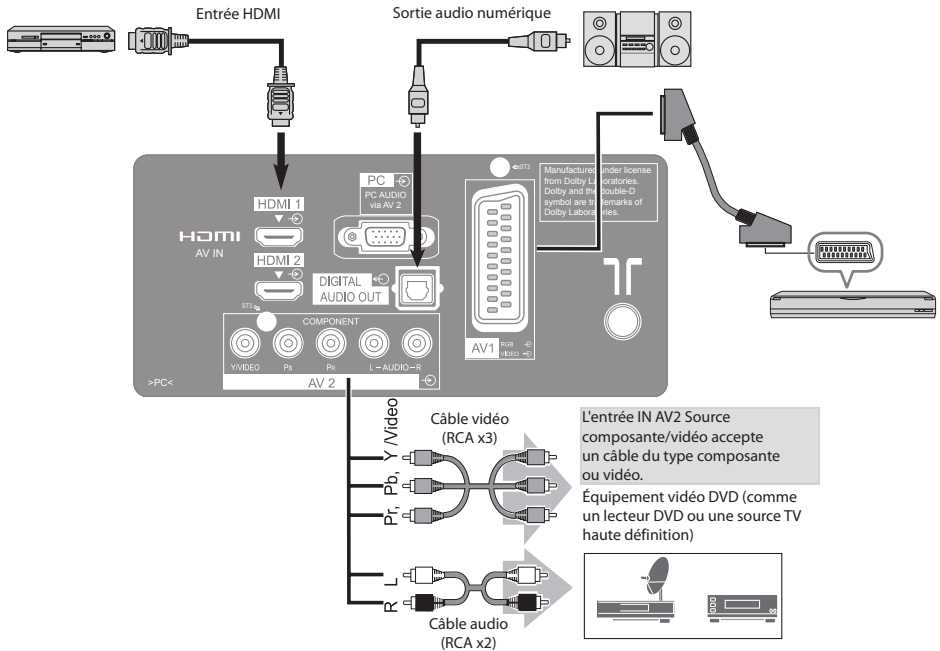 Entrée HDMI
Sortie audio numérique
ST3
PC
PC AUDIO
via AV 2
Manufactured under license
from Dolby Laboratories.
Dolby and the double-D
symbol are trademarks of
Dolby Laboratories.
HDMI 1
HDMI
AV IN
HDMI 2
DIGITAL
AUDIO OUT
ST3
COMPONENT
Y/VIDEO
PB
PR
L – AUDIO – R
AV 2
>PC<
AV1
RGB
VIDEO
Y /Video
Pb,
Pr,
L
R
Câble vidéo
(RCA x3)
L'entrée IN AV2 Source
composante/vidéo accepte
un câble du type composante
ou vidéo.
Équipement vidéo DVD (comme
un lecteur DVD ou une source TV
haute définition)
Câble audio
(RCA x2)